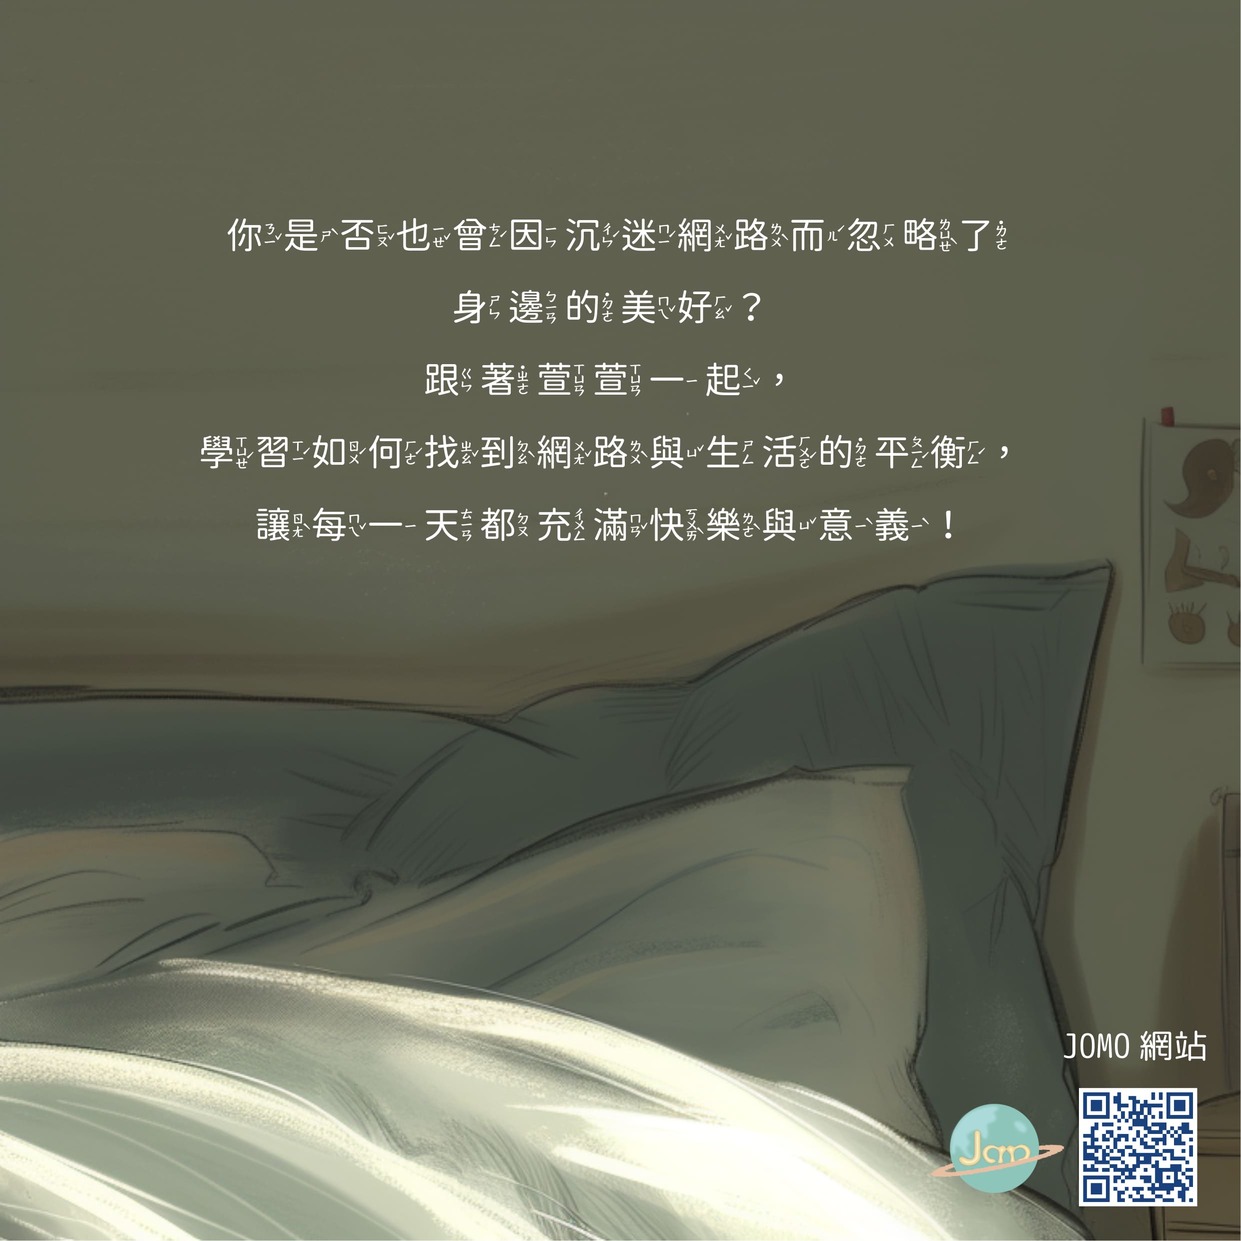 你是否也曾因沉迷網路而忽略了
身邊的美好？
跟著萱萱一起，
學習如何找到網路與生活的平衡，
讓每一天都充滿快樂與意義！
JOMO 網站
Jan